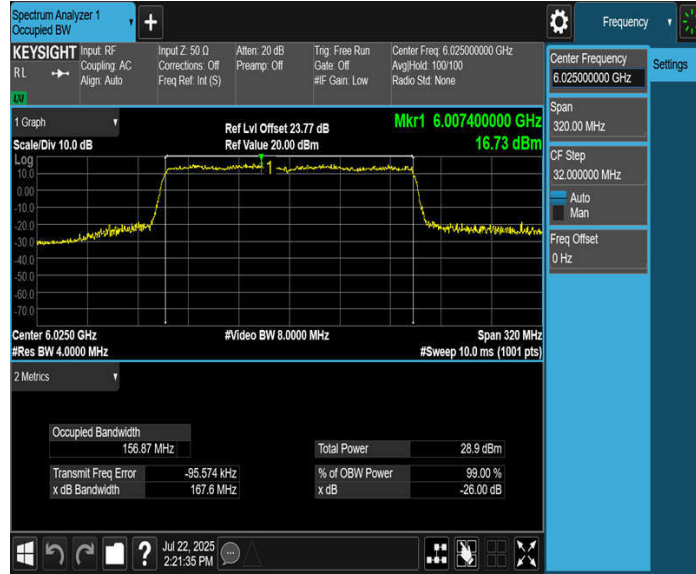 Spectrum Analyzer 1
Occupied BW
+
Frequency
KEYSIGHT
RL
LXI
Input: RF
Coupling: AC
Align: Auto
Input Z: 50 Ω
Corrections: Off
Freq Ref: Int (S)
Atten: 20 dB
Preamp: Off
Trig: Free Run
Gate: Off
#IF Gain: Low
Center Freq: 6.025000000 GHz
Avg|Hold: 100/100
Radio Std: None
Center Frequency
6.025000000 GHz
Settings
Span
320.00 MHz
CF Step
32.000000 MHz
Auto
Man
Freq Offset
0 Hz
1 Graph
Scale/Div 10.0 dB
Ref Lvl Offset 23.77 dB
Ref Value 20.00 dBm
Mkr1 6.007400000 GHz
16.73 dBm
Log
10.0
0.00
-10.0
-20.0
-30.0
-40.0
-50.0
-60.0
-70.0
1
Center 6.0250 GHz
#Video BW 8.0000 MHz
Span 320 MHz
#Res BW 4.0000 MHz
#Sweep 10.0 ms (1001 pts)
2 Metrics
Occupied Bandwidth
156.87 MHz
Total Power 28.9 dBm
Transmit Freq Error -95.574 kHz
% of OBW Power 99.00 %
x dB Bandwidth 167.6 MHz
x dB -26.00 dB
?
Jul 22, 2025
2:21:35 PM